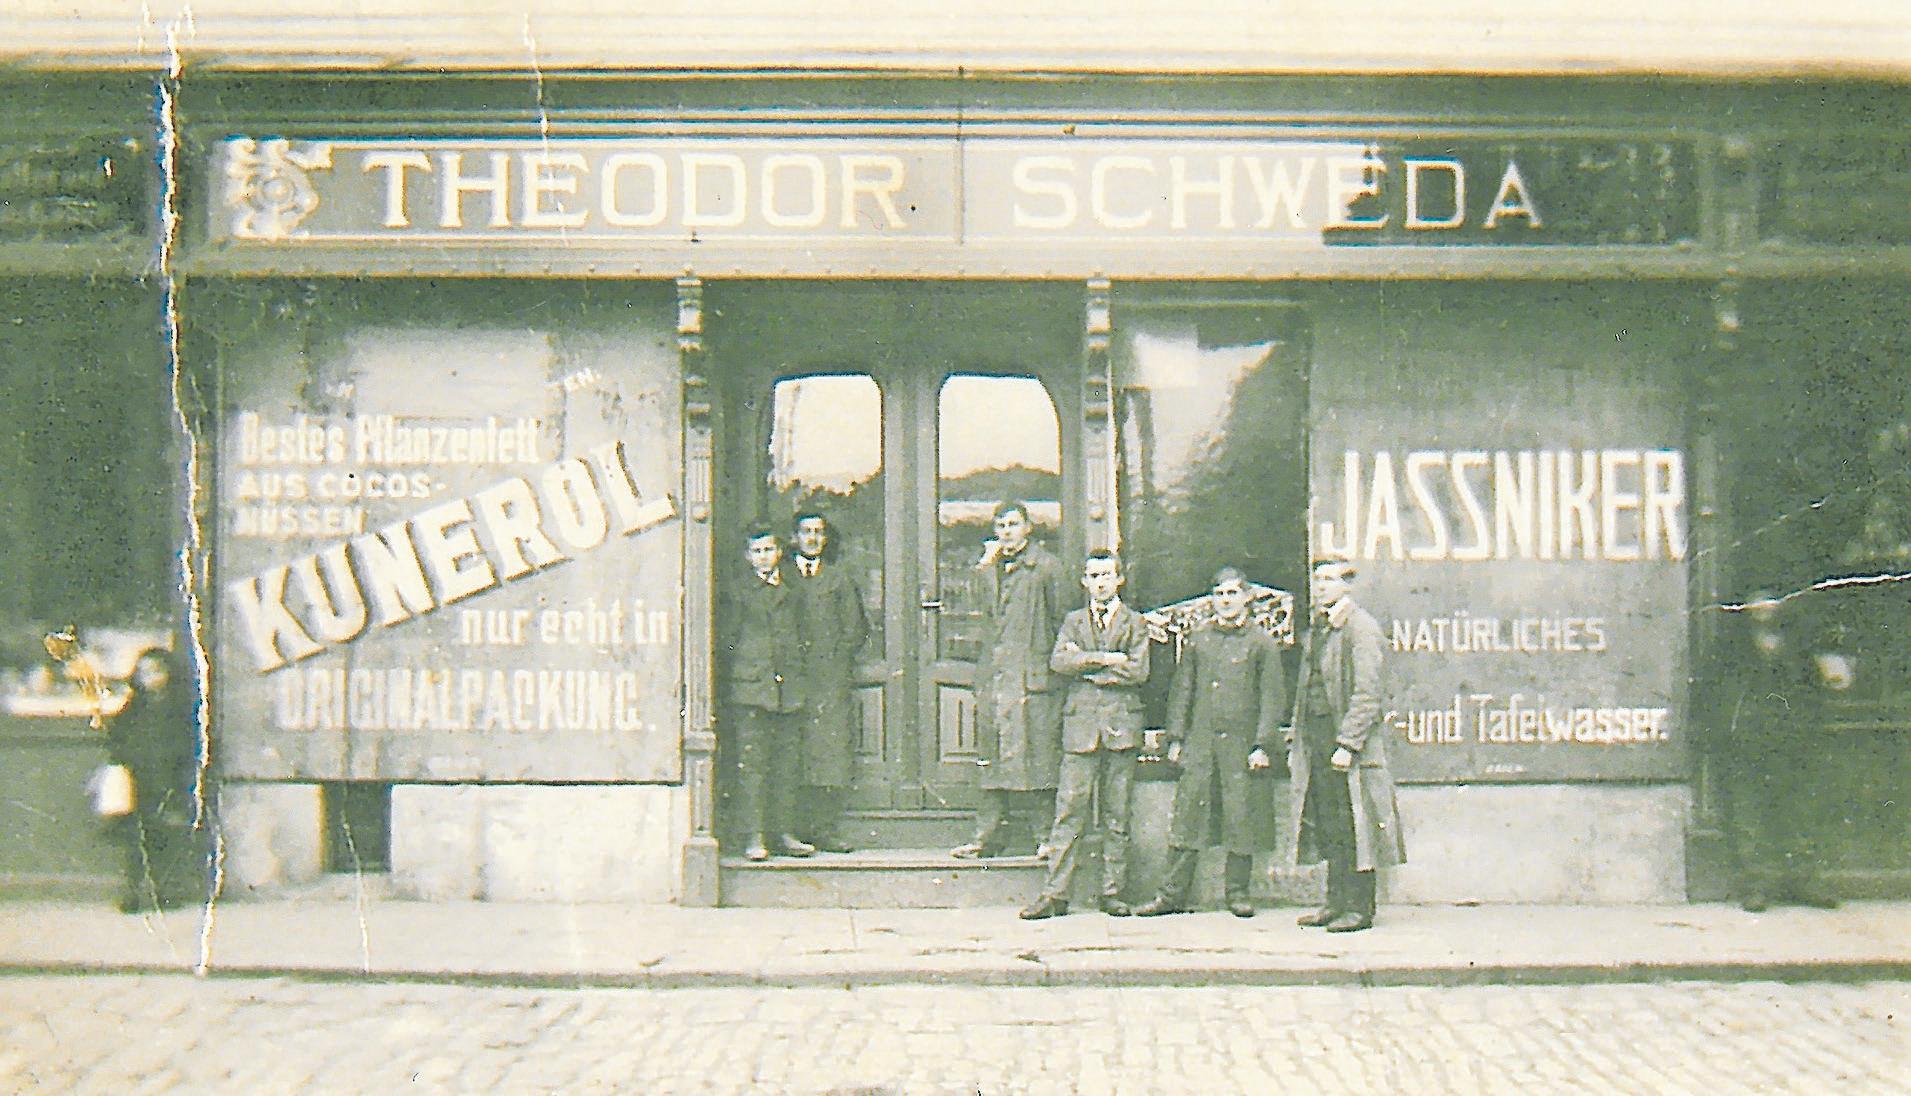 THEODOR SCHWEDA
Bestes Pflanzenfett
AUS COCOS-
NÜSSEN
KUNEROL
nur echt in
ORIGINALPACKUNG.
JASSNIKER
NATÜRLICHES
-und Tafelwasser.